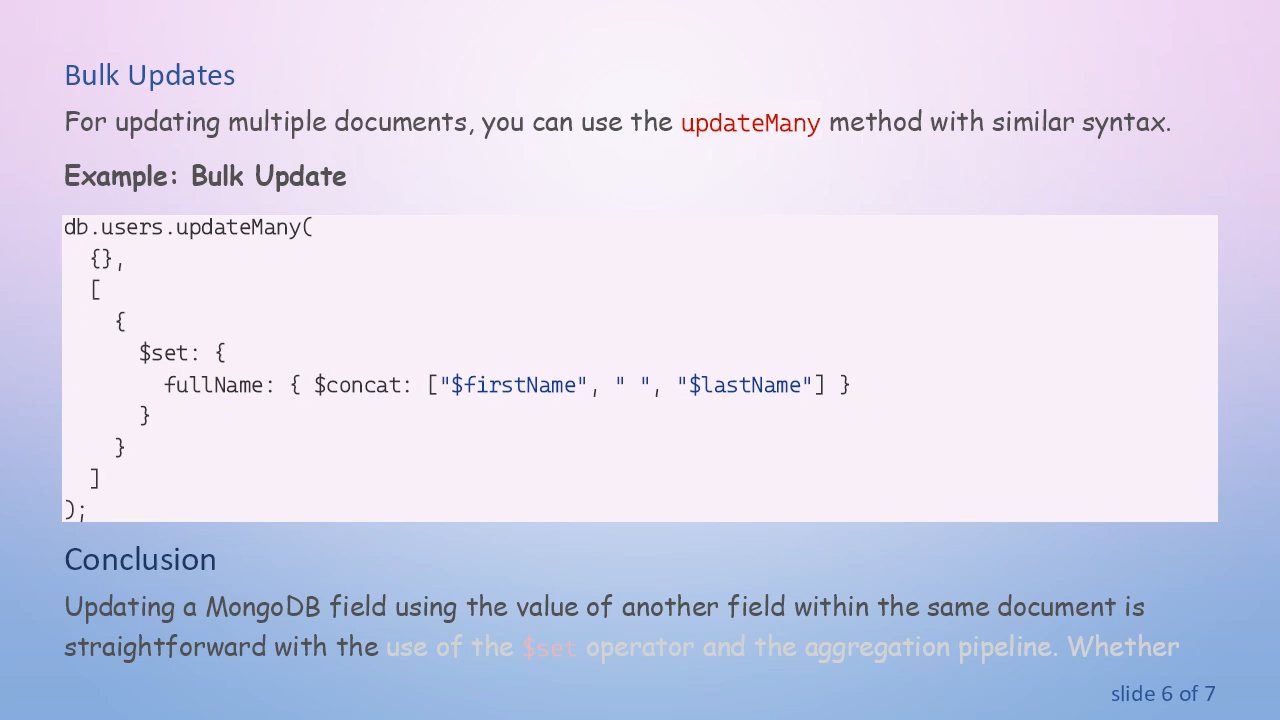 Bulk Updates
For updating multiple documents, you can use the updateMany method with similar syntax.
Example: Bulk Update
db.users.updateMany(
  {},
  [
    {
      $set: {
        fullName: { $concat: ["$firstName", " ", "$lastName"] }
      }
    }
  ]
);
Conclusion
Updating a MongoDB field using the value of another field within the same document is
straightforward with the use of the $set operator and the aggregation pipeline. Whether
slide 6 of 7